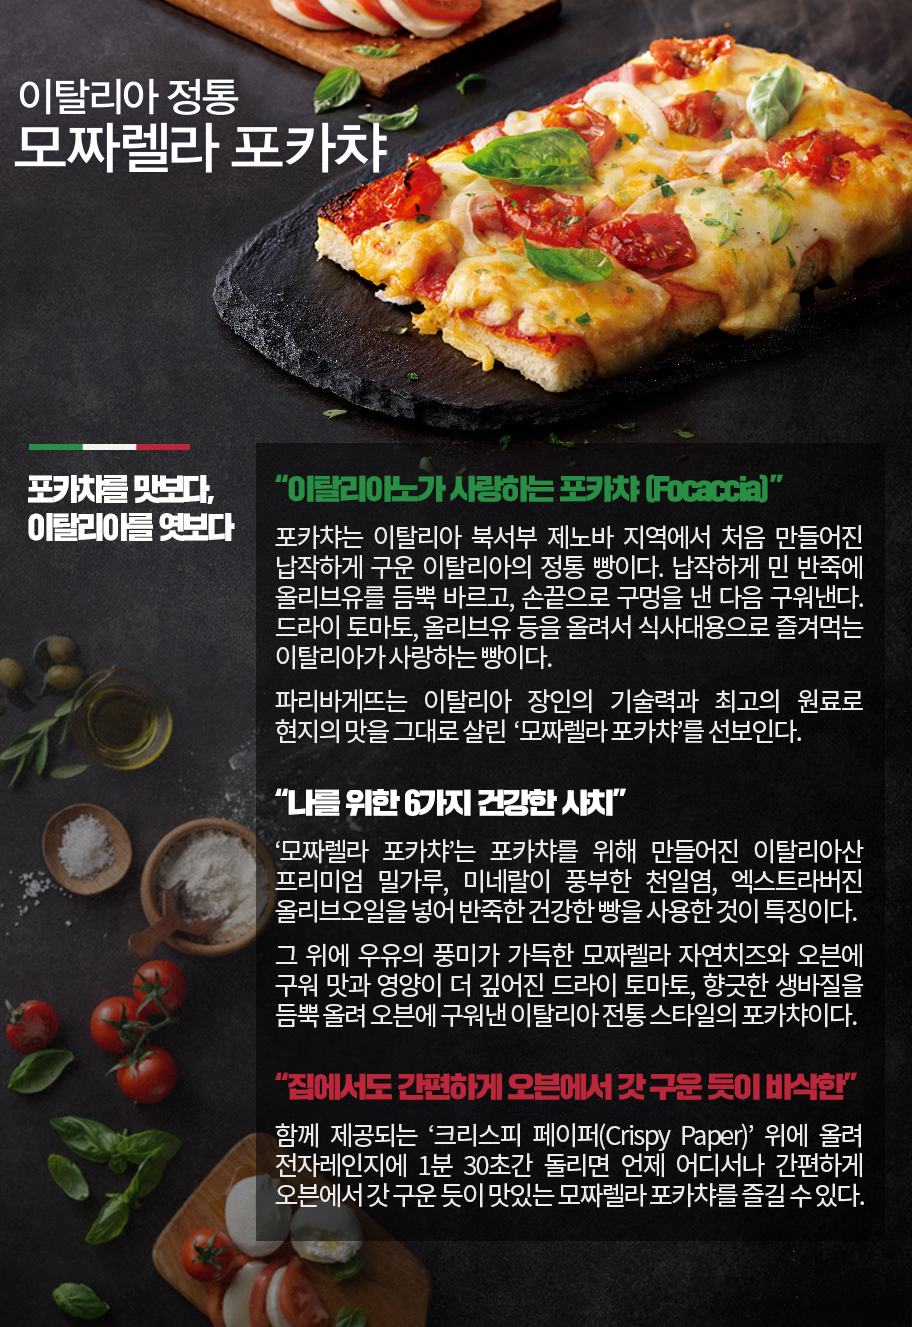 이탈리아 정통
모짜렐라 포카챠
포카챠를 맛보다,
이탈리아를 엿보다
“이탈리아노가 사랑하는 포카챠 (Focaccia)”
포카챠는 이탈리아 북서부 제노바 지역에서 처음 만들어진
납작하게 구운 이탈리아의 정통 빵이다. 납작하게 민 반죽에
올리브유를 듬뿍 바르고, 손끝으로 구멍을 낸 다음 구워낸다.
드라이 토마토, 올리브유 등을 올려서 식사대용으로 즐겨먹는
이탈리아가 사랑하는 빵이다.
파리바게뜨는 이탈리아 장인의 기술력과 최고의 원료로
현지의 맛을 그대로 살린 ‘모짜렐라 포카챠’를 선보인다.
“나를 위한 6가지 건강한 사치”
‘모짜렐라 포카챠’는 포카챠를 위해 만들어진 이탈리아산
프리미엄 밀가루, 미네랄이 풍부한 천일염, 엑스트라버진
올리브오일을 넣어 반죽한 건강한 빵을 사용한 것이 특징이다.
그 위에 우유의 풍미가 가득한 모짜렐라 자연치즈와 오븐에
구워 맛과 영양이 더 깊어진 드라이 토마토, 향긋한 생바질을
듬뿍 올려 오븐에 구워낸 이탈리아 전통 스타일의 포카챠이다.
“집에서도 간편하게 오븐에서 갓 구운 듯이 바삭한”
함께 제공되는 ‘크리스피 페이퍼(Crispy Paper)’ 위에 올려
전자레인지에 1분 30초간 돌리면 언제 어디서나 간편하게
오븐에서 갓 구운 듯이 맛있는 모짜렐라 포카챠를 즐길 수 있다.